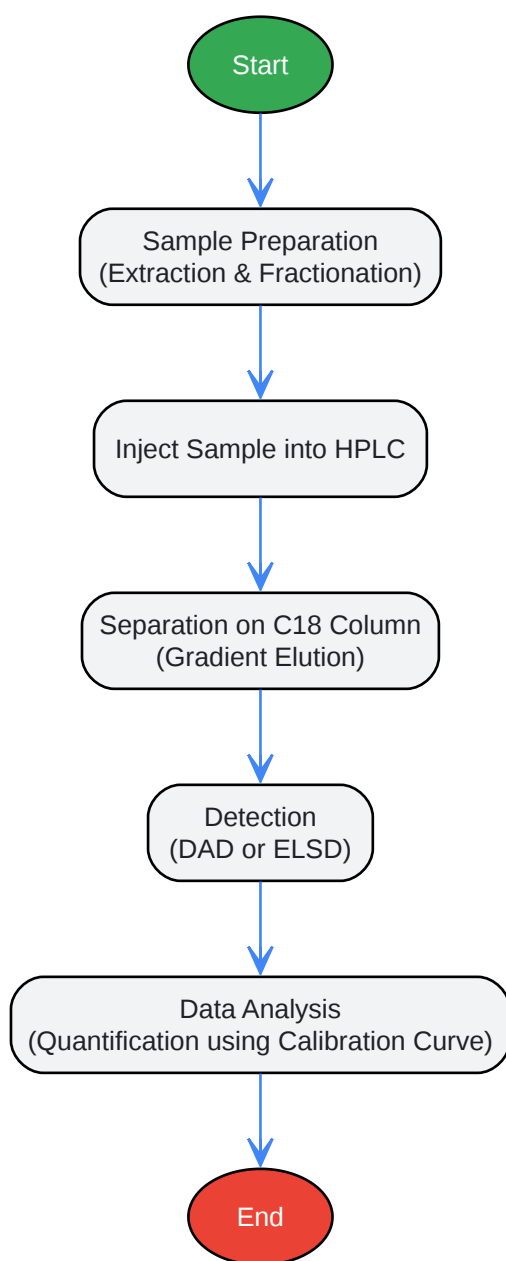 Start
Sample Preparation
(Extraction & Fractionation)
Inject Sample into HPLC
Separation on C18 Column
(Gradient Elution)
Detection
(DAD or ELSD)
Data Analysis
(Quantification using Calibration Curve)
End